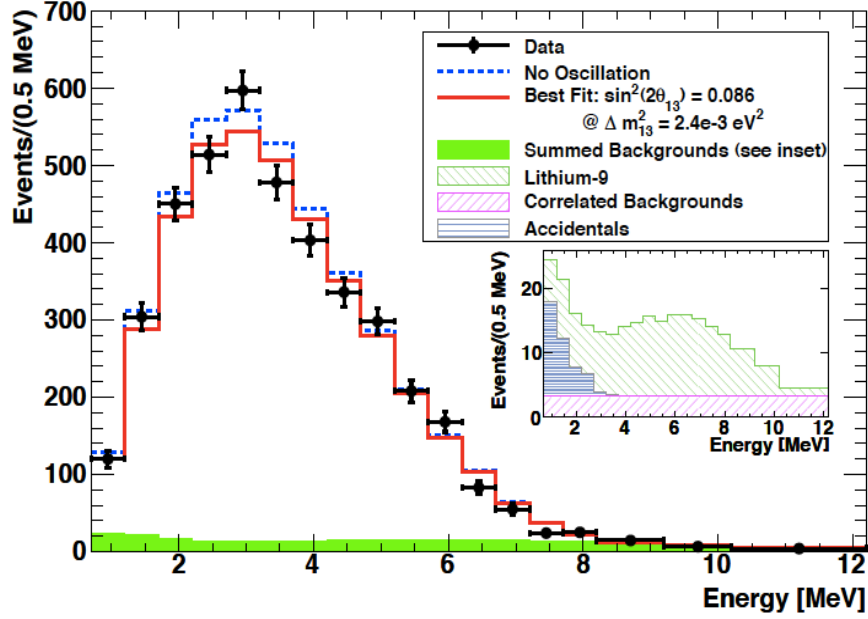 700
600
500
400
300
200
100
0
Events/(0.5 MeV)
Data
No Oscillation
Best Fit: sin²(2θ₁₃) = 0.086
@ Δ m²₁₃ = 2.4e-3 eV²
Summed Backgrounds (see inset)
Lithium-9
Correlated Backgrounds
Accidentals
Events/(0.5 MeV)
20
10
0
2 4 6 8 10 12
Energy [MeV]
2 4 6 8 10 12
Energy [MeV]